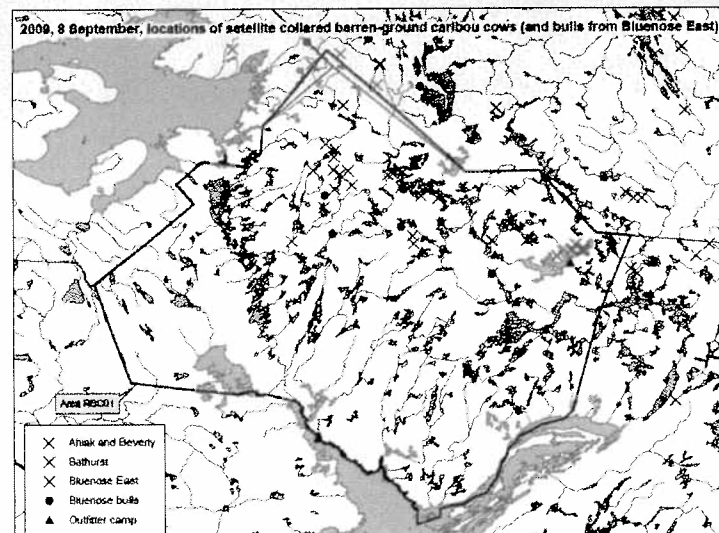 2009, 8 September, locations of satellite collared barren-ground caribou cows (and bulls from Bluenose East)
Area RBC01
Ahiak and Beverly
Bathurst
Bluenose East
Bluenose bulls
Outfitter camp